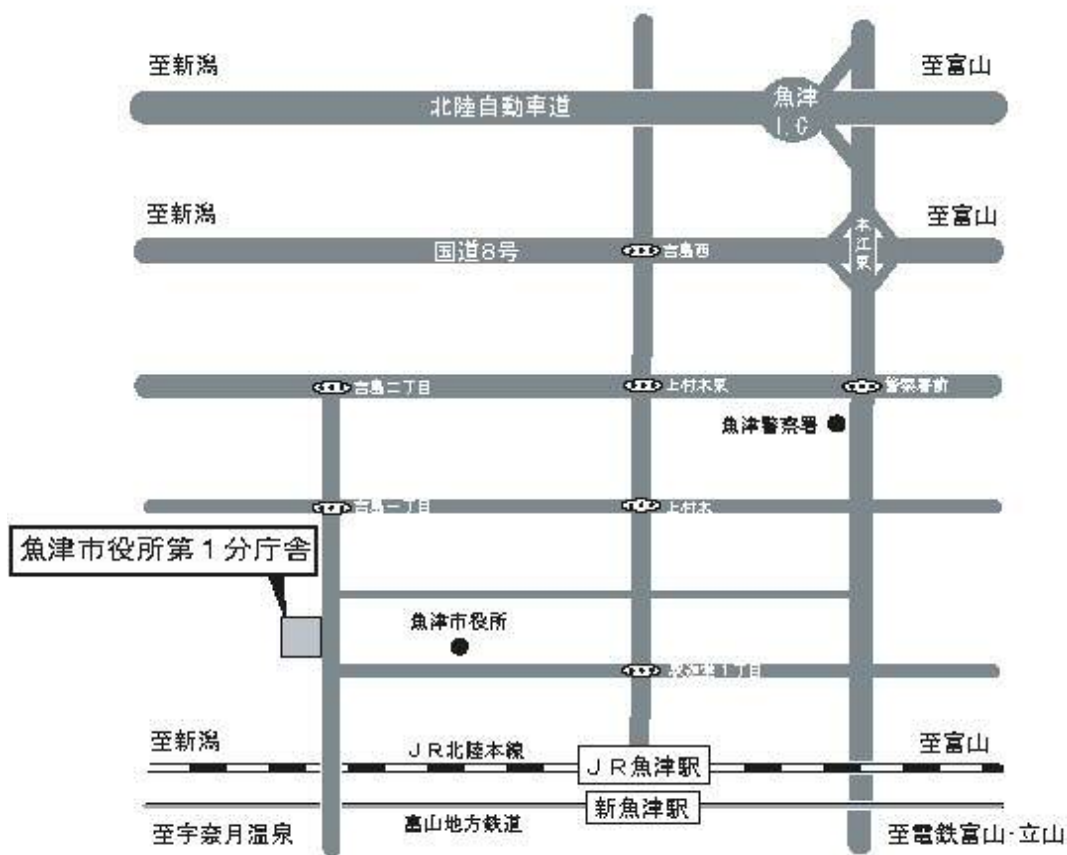 至新潟
至富山
北陸自動車道
魚津
I.C
至新潟
至富山
国道8号
吉島西
本江東
吉島二丁目
上村木東
警察署前
魚津警察署
吉島一丁目
上村木
魚津市役所第1分庁舎
魚津市役所
至新潟
JR北陸本線
JR魚津駅
至富山
新魚津駅
至宇奈月温泉
富山地方鉄道
至電鉄富山・立山